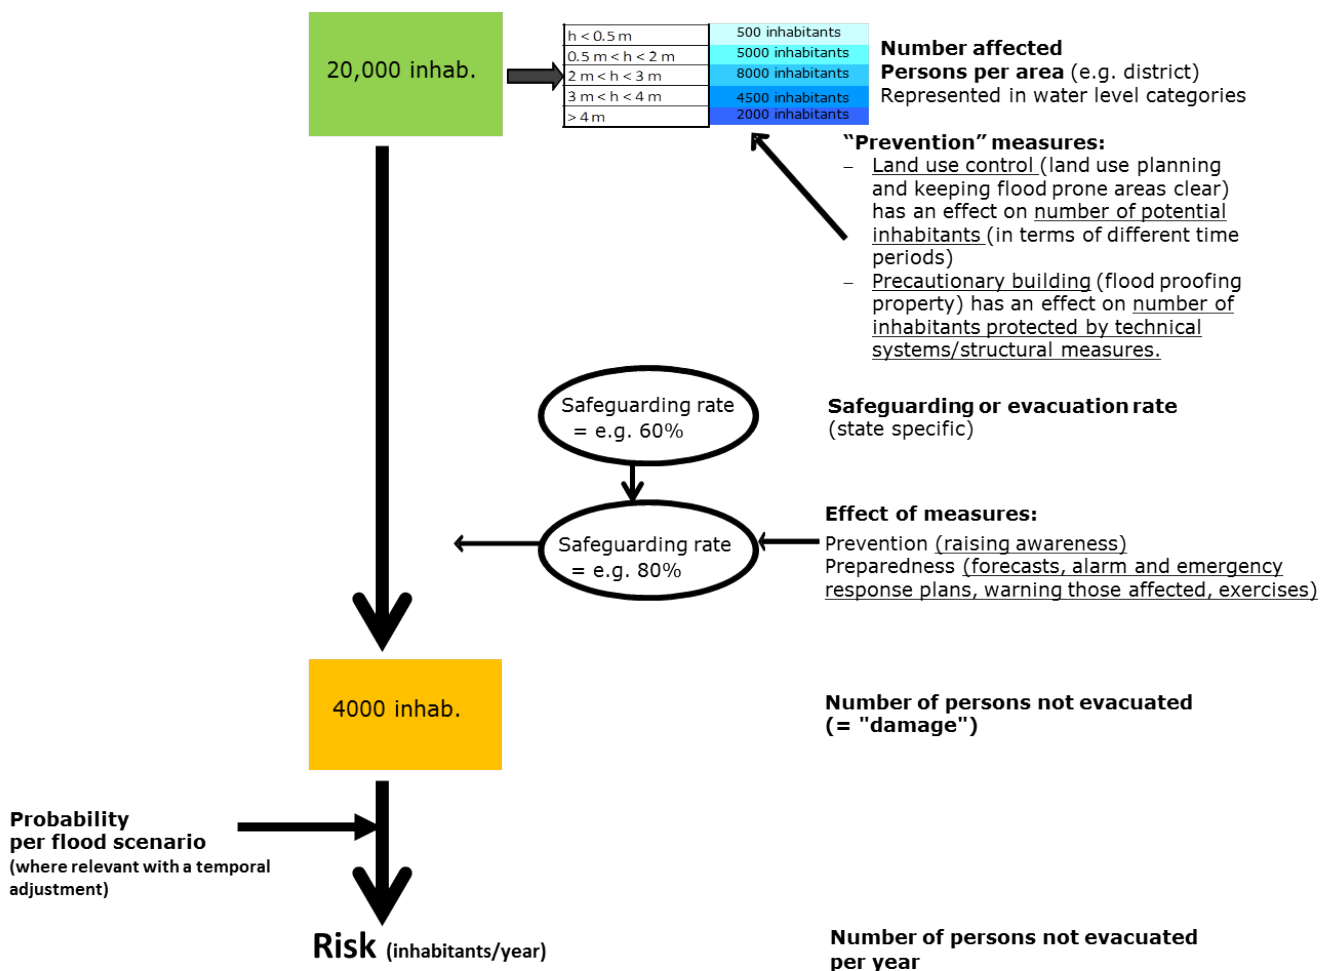 20,000 inhab.
h < 0.5 m 500 inhabitants
0.5 m < h < 2 m 5000 inhabitants
2 m < h < 3 m 8000 inhabitants
3 m < h < 4 m 4500 inhabitants
> 4 m 2000 inhabitants
Number affected
Persons per area (e.g. district)
Represented in water level categories
“Prevention” measures:
– Land use control (land use planning
and keeping flood prone areas clear)
has an effect on number of potential
inhabitants (in terms of different time
periods)
– Precautionary building (flood proofing
property) has an effect on number of
inhabitants protected by technical
systems/structural measures.
Safeguarding rate
= e.g. 60%
Safeguarding or evacuation rate
(state specific)
Safeguarding rate
= e.g. 80%
Effect of measures:
Prevention (raising awareness)
Preparedness (forecasts, alarm and emergency
response plans, warning those affected, exercises)
4000 inhab.
Number of persons not evacuated
(= "damage")
Probability
per flood scenario
(where relevant with a temporal
adjustment)
Risk (inhabitants/year)
Number of persons not evacuated
per year